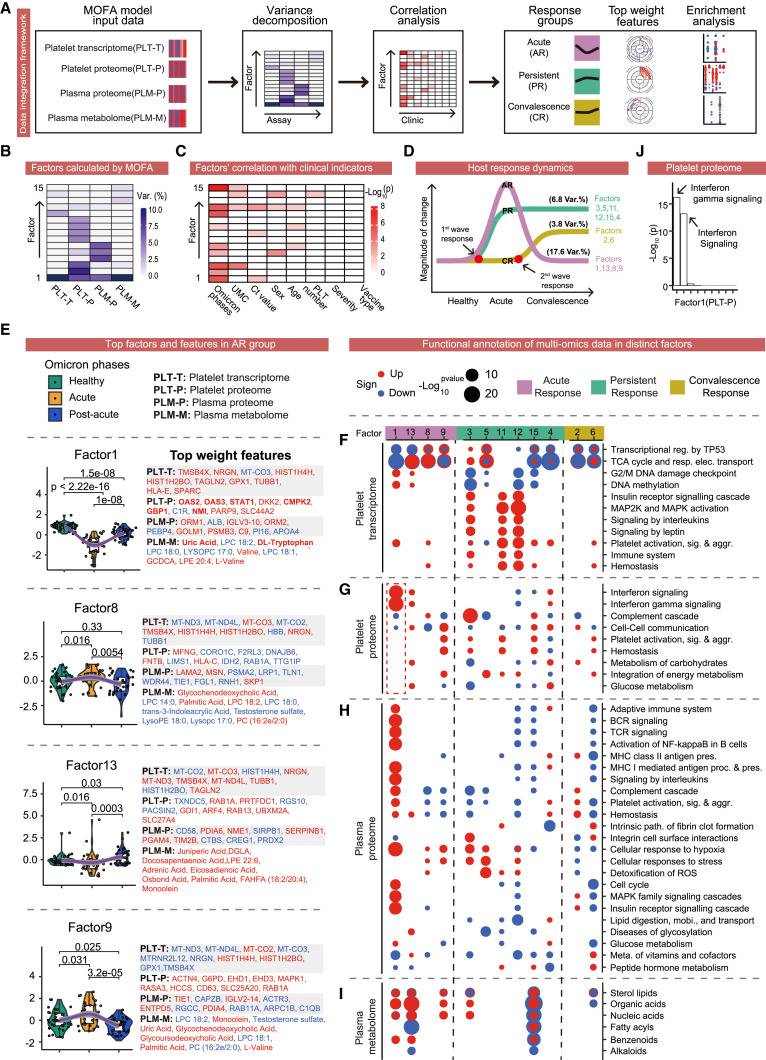 A
Data integration framework
MOFA model
input data
Platelet transcriptome(PLT-T)
Platelet proteome(PLT-P)
Plasma proteome(PLM-P)
Plasma metabolome(PLM-M)
Variance
decomposition
Factor
Assay
Correlation
analysis
Factor
Clinic
Response
groups
Top weight
features
Enrichment
analysis
Acute
(AR)
Persistent
(PR)
Convalescence
(CR)
B
Factors calculated by MOFA
15
Factor
1
PLT-T
PLT-P
PLM-P
PLM-M
Var. (%)
10.0
7.5
5.0
2.5
0.0
C
Factors' correlation with clinical indicators
15
Factor
1
Omicron phases
UMC
Ct value
Sex
Age
PLT number
Severity
Vaccine type
-Log10(p)
8
6
4
2
0
D
Host response dynamics
Magnitude of change
AR
PR
CR
1st wave
response
2nd wave
response
(6.8 Var.%)
Factors
3,5,11,
12,15,4
(3.8 Var.%)
Factors
2,6
(17.6 Var.%)
Factors
1,13,8,9
Healthy
Acute
Convalescence
J
Platelet proteome
Interferon
gamma signaling
Interferon
Signaling
-Log10 (p)
15
10
5
0
Factor1(PLT-P)
E
Top factors and features in AR group
Omicron phases
Healthy
Acute
Post-acute
PLT-T: Platelet transcriptome
PLT-P: Platelet proteome
PLM-P: Plasma proteome
PLM-M: Plasma metabolome
Factor1
1.5e-08
p < 2.22e-16
1e-08
4
2
0
-2
Top weight features
PLT-T: TMSB4X, NRGN, MT-CO3, HIST1H4H,
HIST1H2BO, TAGLN2, GPX1, TUBB1,
HLA-E, SPARC
PLT-P: OAS2, OAS3, STAT1, DKK2, CMPK2,
GBP1, C1R, NMI, PARP9, SLC44A2
PLM-P: ORM1, ALB, IGLV3-10, ORM2,
PEBP4, GOLM1, PSMB3, C9, PI16, APOA4
PLM-M: Uric Acid, LPC 18:2, DL-Tryptophan
LPC 18:0, LYSOPC 17:0, Valine, LPC 18:1,
GCDCA, LPE 20:4, L-Valine
Factor8
0.33
0.016
0.0054
2.5
0.0
-2.5
PLT-T: MT-ND3, MT-ND4L, MT-CO3, MT-CO2,
TMSB4X, HIST1H4H, HIST1H2BO, HBB, NRGN,
TUBB1
PLT-P: MFNG, CORO1C, F2RL3, DNAJB6,
FNTB, LIMS1, HLA-C, IDH2, RAB1A, TTG1IP
PLM-P: LAMA2, MSN, PSMA2, LRP1, TLN1,
WDR44, TIE1, FGL1, RNH1, SKP1
PLM-M: Glycochenodeoxycholic Acid,
LPC 14:0, Palmitic Acid, LPC 18:2, LPC 18:0,
trans-3-Indoleacrylic Acid, Testosterone sulfate,
LysoPE 18:0, Lysopc 17:0, PC (16:2e/2:0)
Factor13
0.03
0.016
0.0003
7.5
5.0
2.5
0.0
PLT-T: MT-CO2, MT-CO3, HIST1H4H, NRGN,
MT-ND3, TMSB4X, MT-ND4L, TUBB1,
HIST1H2BO, TAGLN2
PLT-P: TXNDC5, RAB1A, PRTFDC1, RGS10,
PACSIN2, GDI1, ARF4, RAB13, UBXM2A,
SLC27A4
PLM-P: CD58, PDIA6, NME1, SIRPB1, SERPINB1,
PGAM4, TIM2B, CTBS, CREG1, PRDX2
PLM-M: Juniperic Acid,DGLA,
Docosapentaenoic Acid,LPE 22:6,
Adrenic Acid, Eicosadienoic Acid,
Osbond Acid, Palmitic Acid, FAHFA (18:2/20:4),
Monoolein
Factor9
0.025
0.031
3.2e-05
4
2
0
-2
PLT-T: MT-ND3, MT-ND4L, MT-CO2, MT-CO3,
MTRNR2L12, NRGN, HIST1H4H, HIST1H2BO,
GPX1,TMSB4X
PLT-P: ACTN4, G6PD, EHD1, EHD3, MAPK1,
RASA3, HCCS, CD63, SLC25A20, RAB1A
PLM-P: TIE1, CAPZB, IGLV2-14, ACTR3,
ENTPD5, RGCC, PDIA4, RAB11A, ARPC1B, C1QB
PLM-M: LPC 18:2, Monoolein, Testosterone sulfate,
Uric Acid, Glycochenodeoxycholic Acid,
Glycoursodeoxycholic Acid, LPC 18:1,
Palmitic Acid, PC (16:2e/2:0), L-Valine
Functional annotation of multi-omics data in distinct factors
Sign
Up
Down
-Log10 pvalue
10
20
Acute
Response
Persistent
Response
Convalescence
Response
Factor
1 13 8 9 3 5 11 12 15 4 2 6
F
Platelet
transcriptome
Transcriptional reg. by TP53
TCA cycle and resp. elec. transport
G2/M DNA damage checkpoint
DNA methylation
Insulin receptor signalling cascade
MAP2K and MAPK activation
Signaling by interleukins
Signaling by leptin
Platelet activation, sig. & aggr.
Immune system
Hemostasis
G
Platelet
proteome
Interferon signaling
Interferon gamma signaling
Complement cascade
Cell-Cell communication
Platelet activation, sig. & aggr.
Hemostasis
Metabolism of carbohydrates
Integration of energy metabolism
Glucose metabolism
H
Plasma
proteome
Adaptive immune system
BCR signaling
TCR signaling
Activation of NF-kappaB in B cells
MHC class II antigen pres.
MHC I mediated antigen proc. & pres.
Signaling by interleukins
Complement cascade
Platelet activation, sig. & aggr.
Hemostasis
Intrinsic path. of fibrin clot formation
Integrin cell surface interactions
Cellular response to hypoxia
Cellular responses to stress
Detoxification of ROS
Cell cycle
MAPK family signaling cascades
Insulin receptor signalling cascade
Lipid digestion, mobi., and transport
Diseases of glycosylation
Glucose metabolism
Meta. of vitamins and cofactors
Peptide hormone metabolism
I
Plasma
metabolome
Sterol lipids
Organic acids
Nucleic acids
Fatty acyls
Benzenoids
Alkaloids